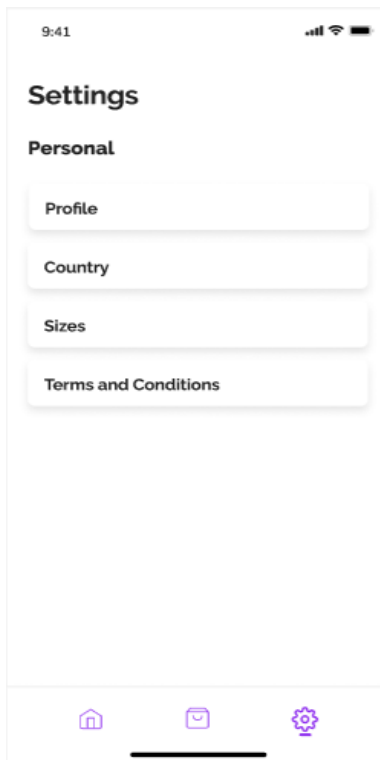 9:41
Settings
Personal
Profile
Country
Sizes
Terms and Conditions